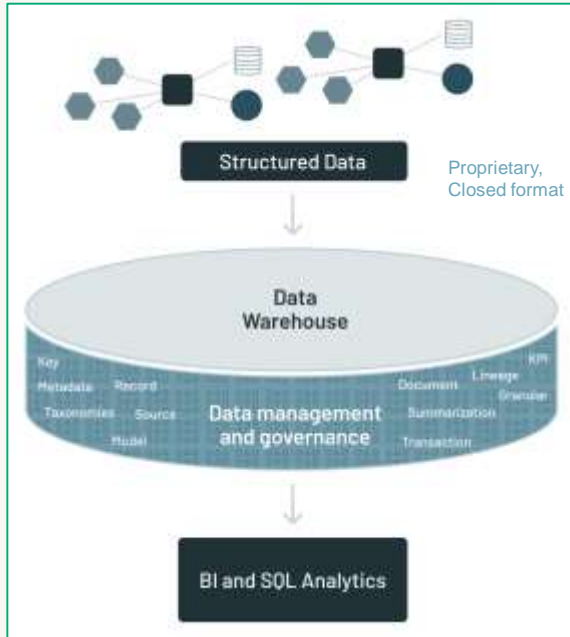 Structured Data
Proprietary,
Closed format
Data
Warehouse
Key
KPI
Lineage
Metadata
Record
Document
Granular
Taxonomies
Source
Data management
and governance
Summarization
Model
Transaction
BI and SQL Analytics